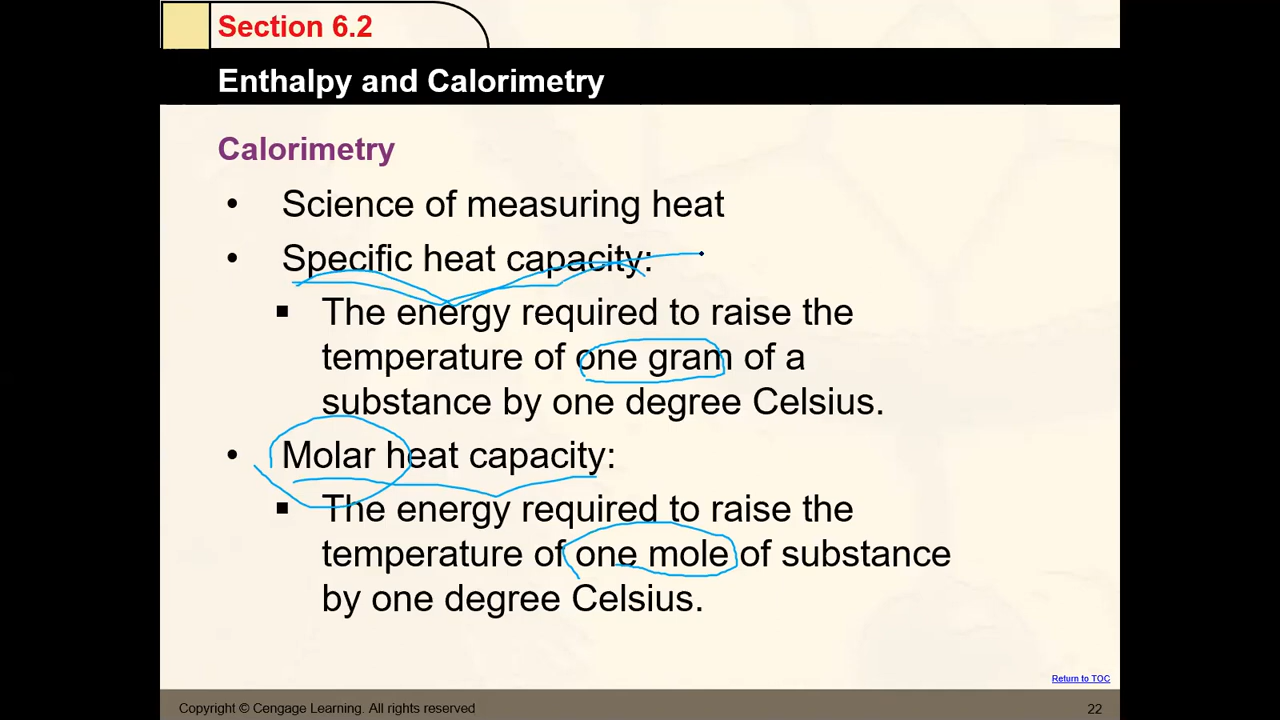 Section 6.2
Enthalpy and Calorimetry
Calorimetry
• Science of measuring heat
• Specific heat capacity:
▪ The energy required to raise the
temperature of one gram of a
substance by one degree Celsius.
• Molar heat capacity:
▪ The energy required to raise the
temperature of one mole of substance
by one degree Celsius.
Return to TOC
Copyright © Cengage Learning. All rights reserved
22